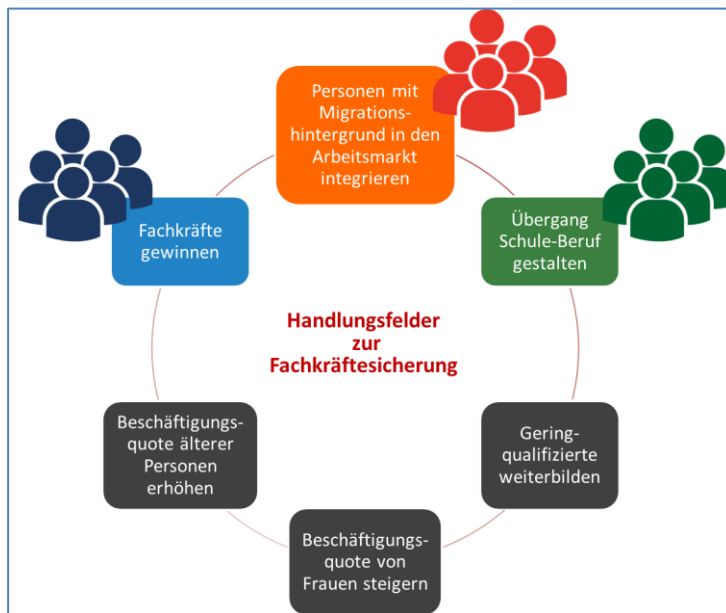 Personen mit
Migrations-
hintergrund in den
Arbeitsmarkt
integrieren
Fachkräfte
gewinnen
Übergang
Schule-Beruf
gestalten
Handlungsfelder
zur
Fachkräftesicherung
Beschäftigungs-
quote älterer
Personen
erhöhen
Gering-
qualifizierte
weiterbilden
Beschäftigungs-
quote von
Frauen steigern